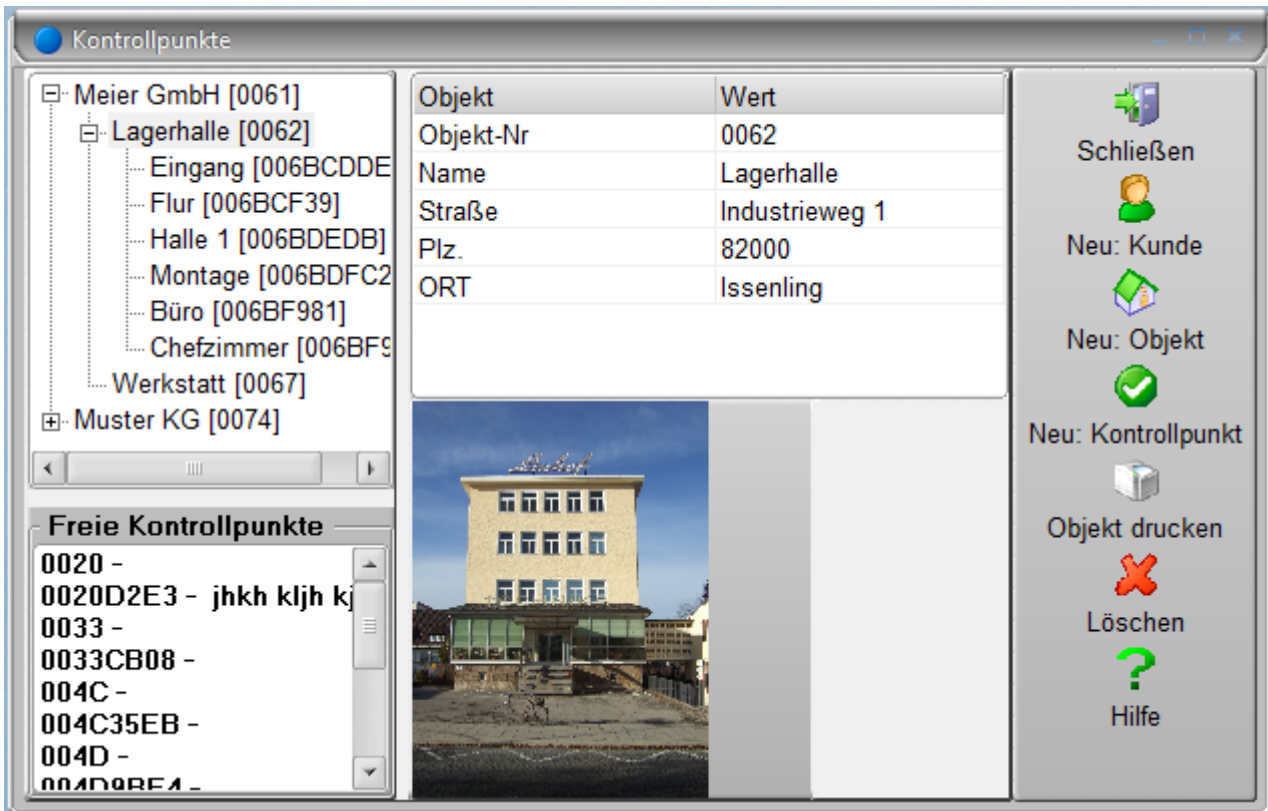 Kontrollpunkte
Meier GmbH [0061]
Lagerhalle [0062]
Eingang [006BCDDE
Flur [006BCF39]
Halle 1 [006BDEDB]
Montage [006BDFC2
Büro [006BF981]
Chefzimmer [006BF9
Werkstatt [0067]
Muster KG [0074]
Freie Kontrollpunkte
0020 -
0020D2E3 - jhkh kljh kj
0033 -
0033CB08 -
004C -
004C35EB -
004D -
004D9BE4 -
Objekt Wert
Objekt-Nr 0062
Name Lagerhalle
Straße Industrieweg 1
Plz. 82000
ORT Issenling
Schließen
Neu: Kunde
Neu: Objekt
Neu: Kontrollpunkt
Objekt drucken
Löschen
Hilfe